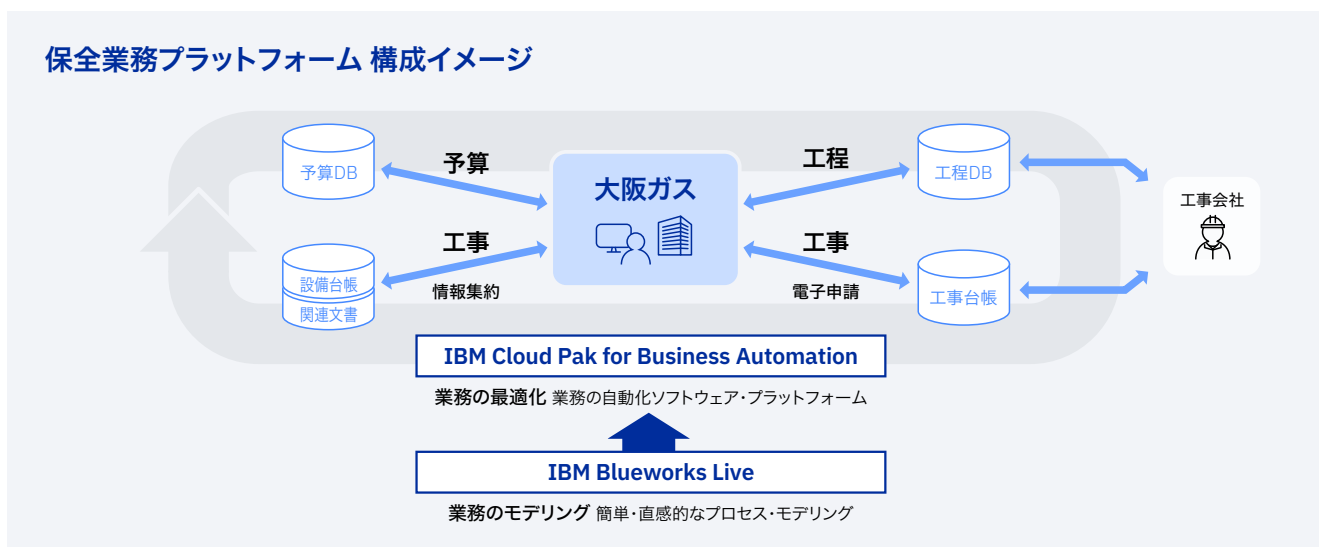 保全業務プラットフォーム 構成イメージ
予算DB
予算
大阪ガス
工程
工程DB
工事会社
設備台帳
関連文書
工事
情報集約
工事
電子申請
工事台帳
IBM Cloud Pak for Business Automation
業務の最適化 業務の自動化ソフトウェア・プラットフォーム
IBM Blueworks Live
業務のモデリング 簡単・直感的なプロセス・モデリング